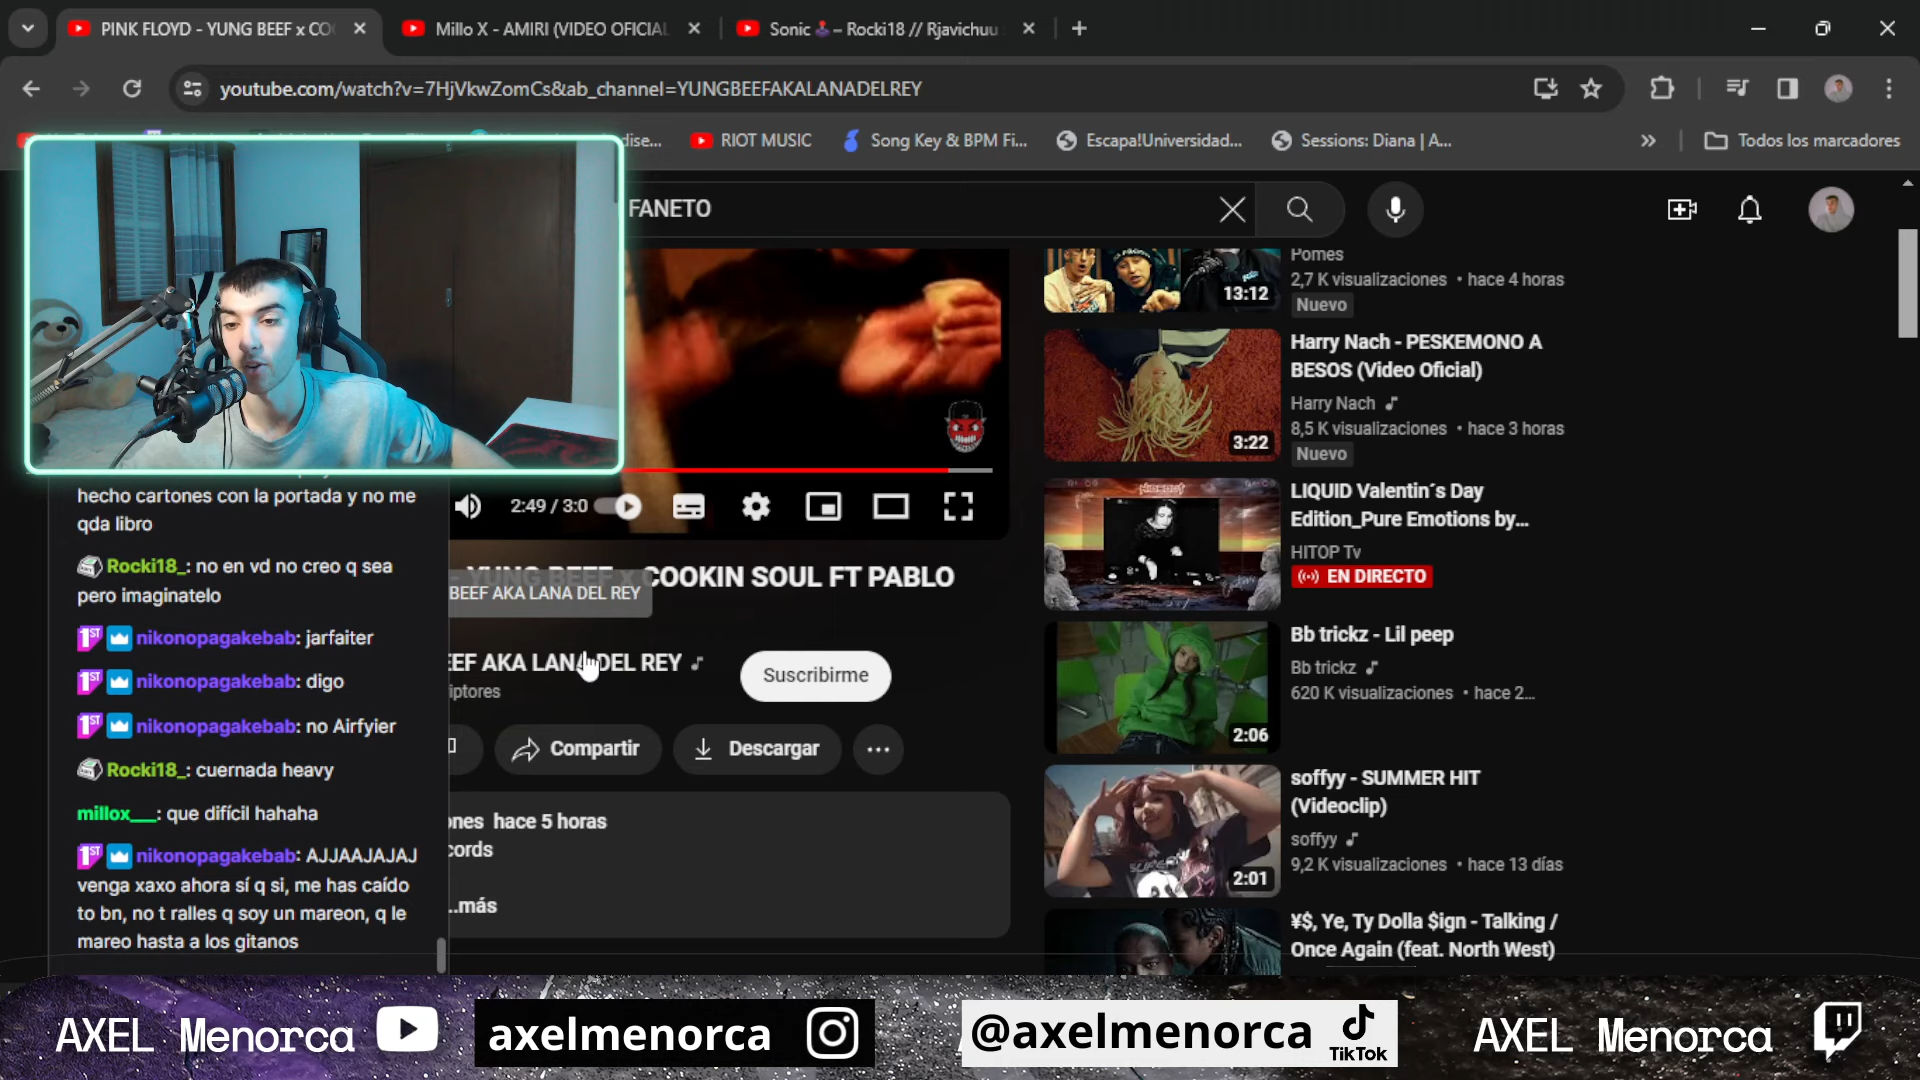 PINK FLOYD - YUNG BEEF x CO
Millo X - AMIRI (VIDEO OFICIAL
Sonic 🕹️– Rocki18 // Rjavichuu
youtube.com/watch?v=7HjVkwZomCs&ab_channel=YUNGBEEFAKALANADELREY
RIOT MUSIC
Song Key & BPM Fi...
Escapa!Universidad...
Sessions: Diana | A...
Todos los marcadores
FANETO
2:49 / 3:0
hecho cartones con la portada y no me
qda libro
Rocki18_: no en vd no creo q sea
pero imaginatelo
1ST nikonopagakebab: jarfaiter
1ST nikonopagakebab: digo
1ST nikonopagakebab: no Airfyier
Rocki18_: cuernada heavy
millox___: que difícil hahaha
1ST nikonopagakebab: AJJAAJAJAJ
venga xaxo ahora sí q si, me has caído
to bn, no t ralles q soy un mareon, q le
mareo hasta a los gitanos
- YUNG BEEF x COOKIN SOUL FT PABLO
BEEF AKA LANA DEL REY
EEF AKA LANA DEL REY
iptores
Suscribirme
Compartir
Descargar
ones hace 5 horas
cords
...más
Pomes
2,7 K visualizaciones • hace 4 horas
Nuevo
13:12
Harry Nach - PESKEMONO A
BESOS (Video Oficial)
Harry Nach
8,5 K visualizaciones • hace 3 horas
Nuevo
3:22
LIQUID Valentin´s Day
Edition_Pure Emotions by...
HITOP Tv
EN DIRECTO
Bb trickz - Lil peep
Bb trickz
620 K visualizaciones • hace 2...
2:06
soffyy - SUMMER HIT
(Videoclip)
soffyy
9,2 K visualizaciones • hace 13 días
2:01
¥$, Ye, Ty Dolla $ign - Talking /
Once Again (feat. North West)
AXEL Menorca
axelmenorca
@axelmenorca
TikTok
AXEL Menorca